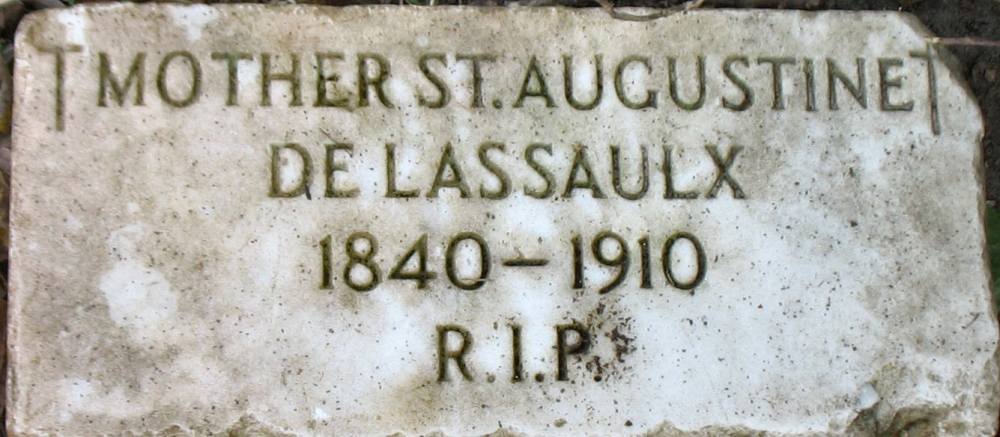 † MOTHER ST. AUGUSTINE †
DE LASSAULX
1840 – 1910
R.I.P.